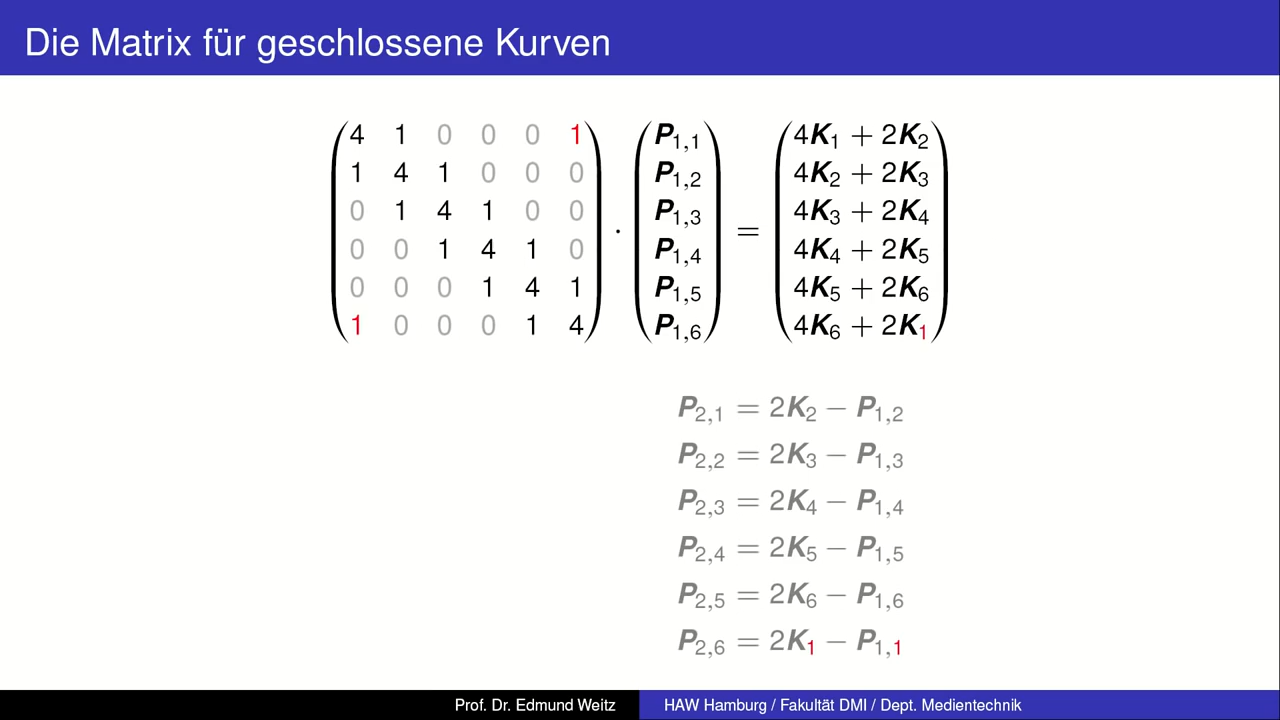 Die Matrix für geschlossene Kurven
4 1 0 0 0 1 P1,1 4K1 + 2K2
1 4 1 0 0 0 P1,2 4K2 + 2K3
0 1 4 1 0 0 P1,3 4K3 + 2K4
· =
0 0 1 4 1 0 P1,4 4K4 + 2K5
0 0 0 1 4 1 P1,5 4K5 + 2K6
1 0 0 0 1 4 P1,6 4K6 + 2K1
P2,1 = 2K2 − P1,2
P2,2 = 2K3 − P1,3
P2,3 = 2K4 − P1,4
P2,4 = 2K5 − P1,5
P2,5 = 2K6 − P1,6
P2,6 = 2K1 − P1,1
Prof. Dr. Edmund Weitz HAW Hamburg / Fakultät DMI / Dept. Medientechnik